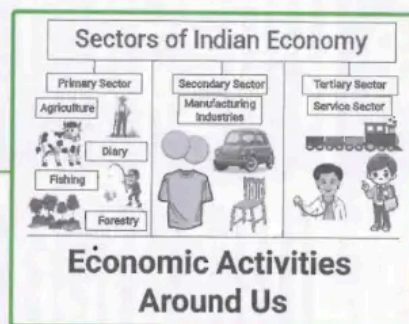 Sectors of Indian Economy
Primary Sector
Secondary Sector
Tertiary Sector
Agriculture
Manufacturing
Industries
Service Sector
Diary
Fishing
Forestry
Economic Activities
Around Us